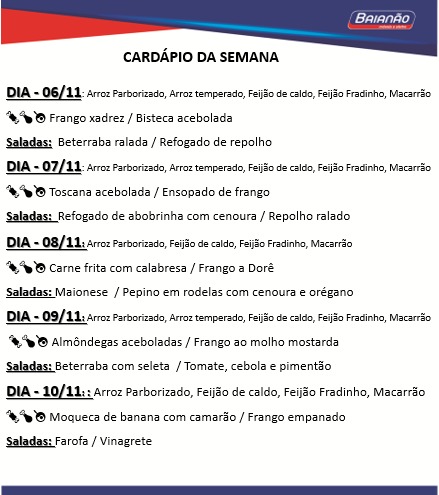 BAIANÃO
CARDÁPIO DA SEMANA
DIA - 06/11: Arroz Parborizado, Arroz temperado, Feijão de caldo, Feijão Fradinho, Macarrão
Frango xadrez / Bisteca acebolada
Saladas: Beterraba ralada / Refogado de repolho
DIA - 07/11: Arroz Parborizado, Arroz temperado, Feijão de caldo, Feijão Fradinho, Macarrão
Toscana acebolada / Ensopado de frango
Saladas: Refogado de abobrinha com cenoura / Repolho ralado
DIA - 08/11: Arroz Parborizado, Feijão de caldo, Feijão Fradinho, Macarrão
Carne frita com calabresa / Frango a Dorê
Saladas: Maionese / Pepino em rodelas com cenoura e orégano
DIA - 09/11: Arroz Parborizado, Arroz temperado, Feijão de caldo, Feijão Fradinho, Macarrão
Almôndegas aceboladas / Frango ao molho mostarda
Saladas: Beterraba com seleta / Tomate, cebola e pimentão
DIA - 10/11: : Arroz Parborizado, Feijão de caldo, Feijão Fradinho, Macarrão
Moqueca de banana com camarão / Frango empanado
Saladas: Farofa / Vinagrete